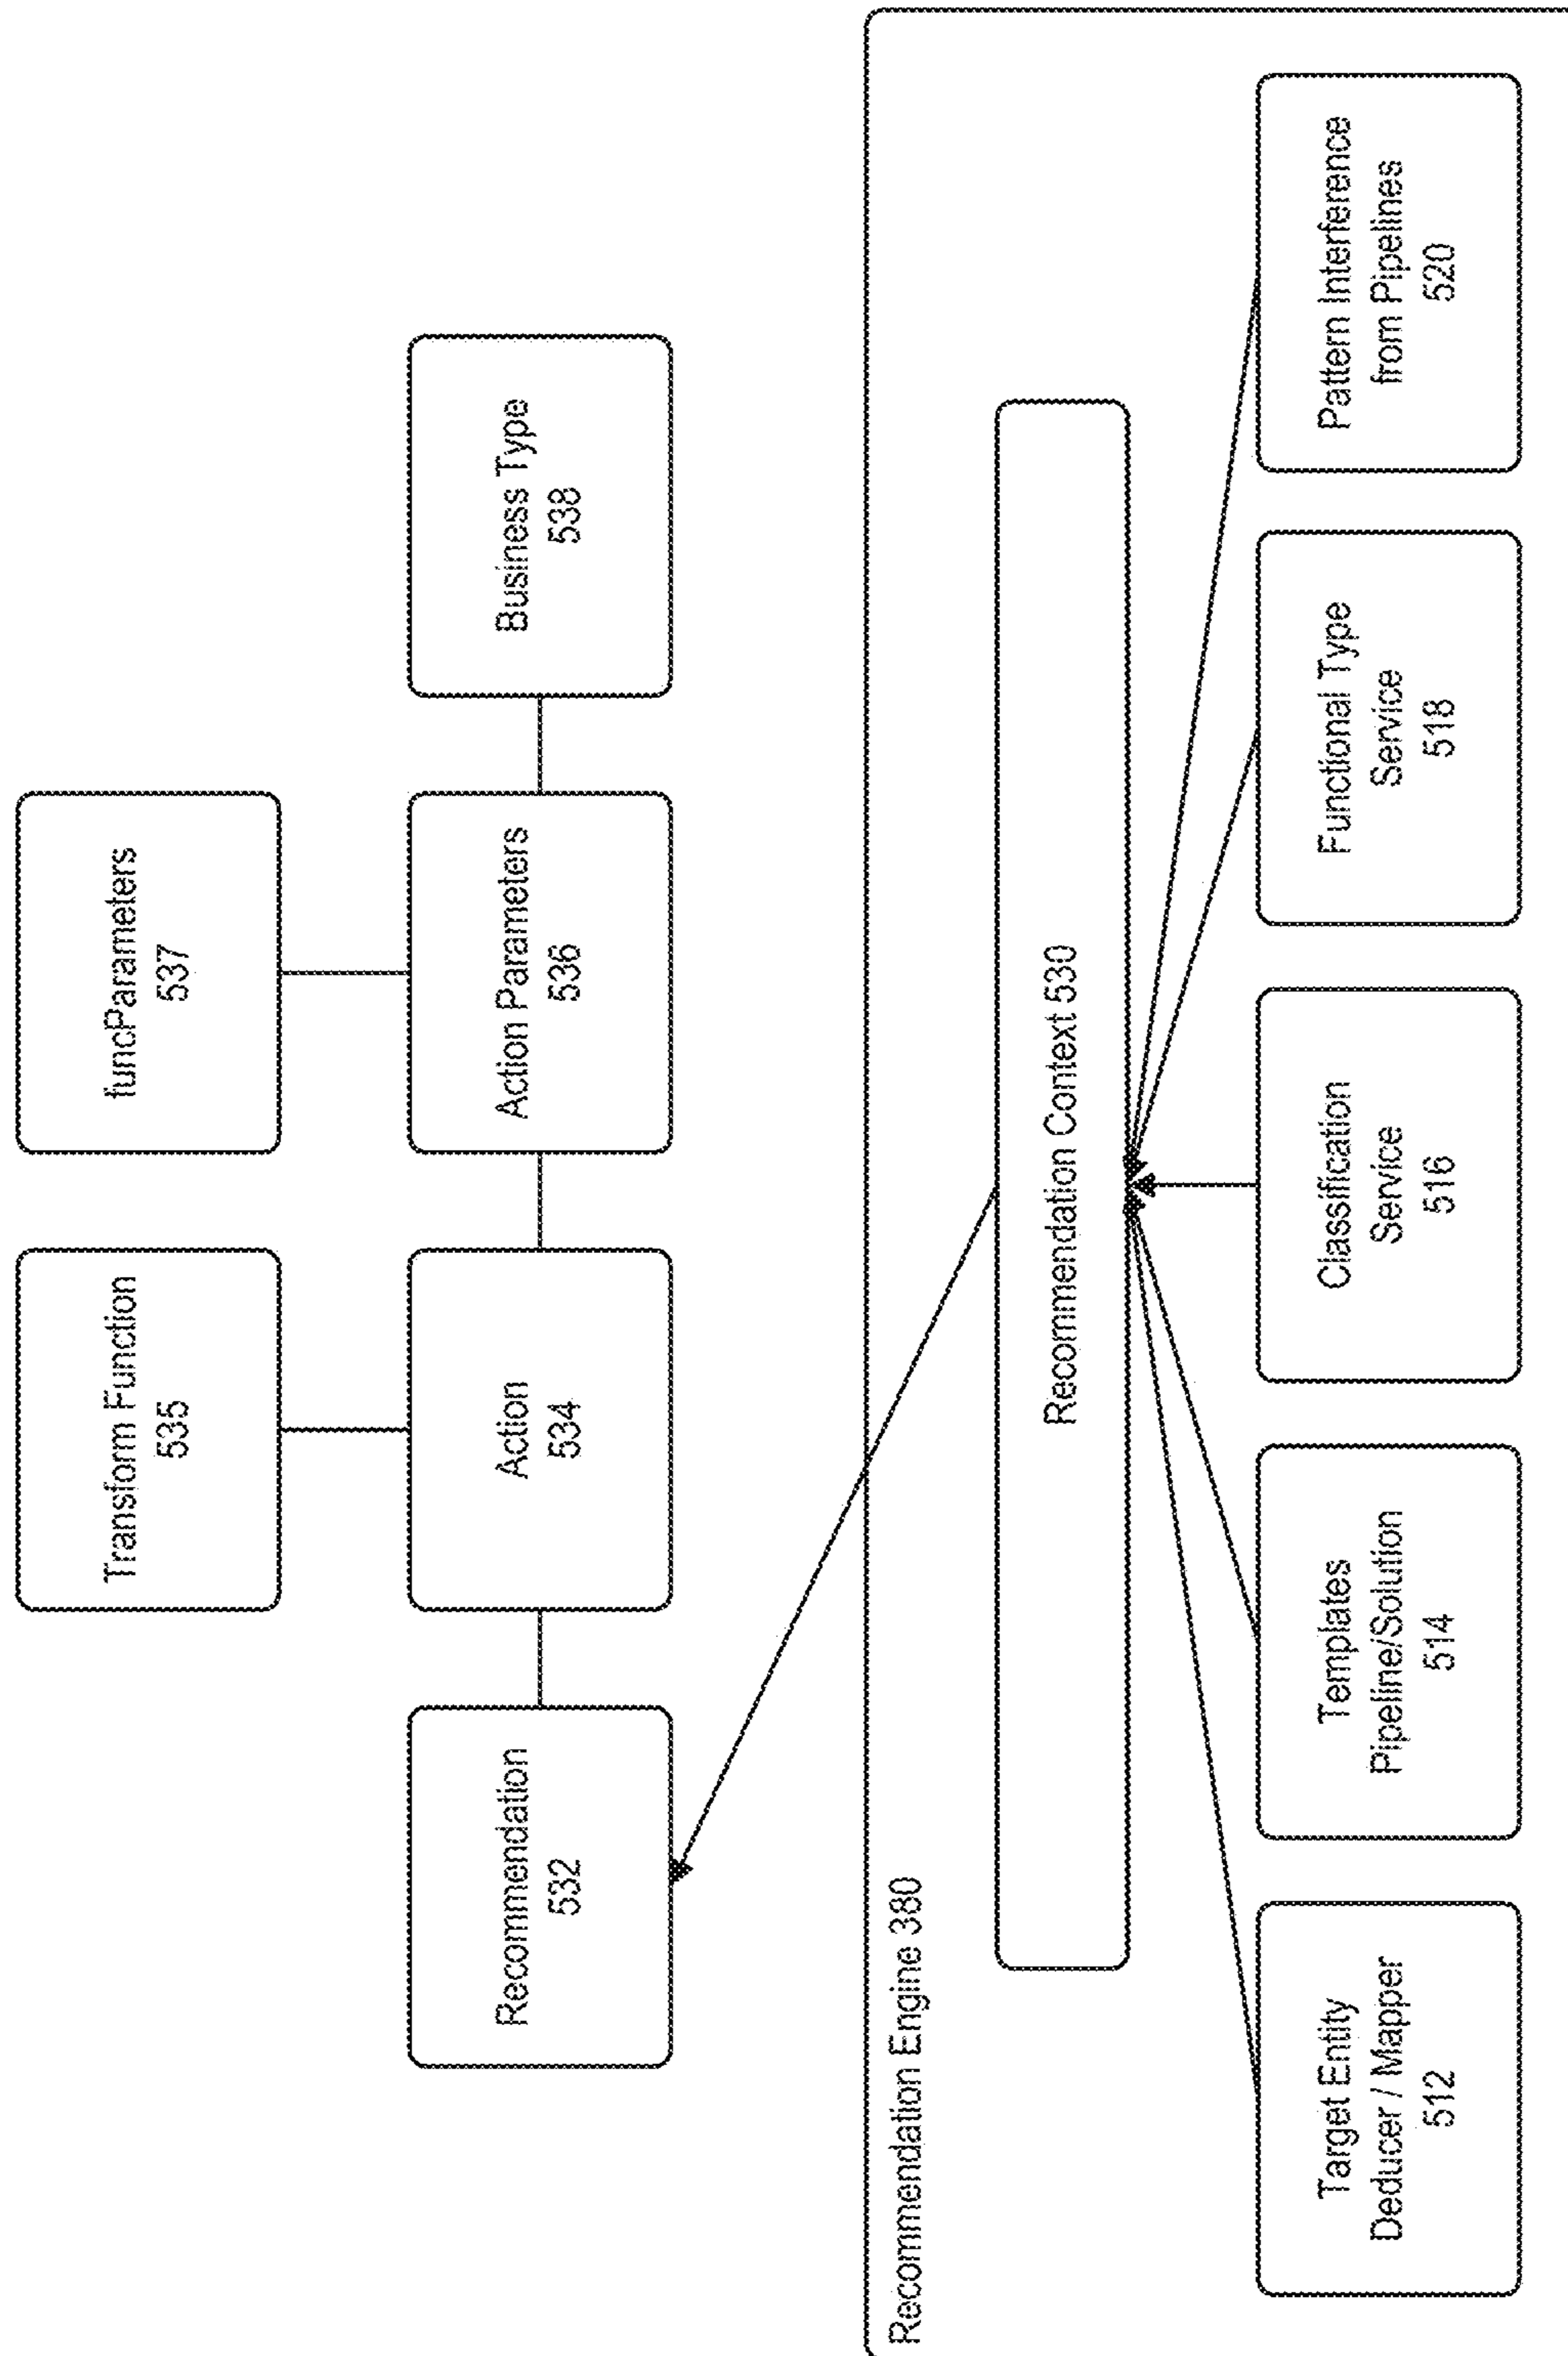 Transform Function
535
funcParameters
537
Recommendation
532
Action
534
Action Parameters
536
Business Type
538
Recommendation Engine 380
Recommendation Context 530
Target Entity
Deducer / Mapper
512
Templates
Pipeline/Solution
514
Classification
Service
516
Functional Type
Service
518
Pattern Interference
from Pipelines
520